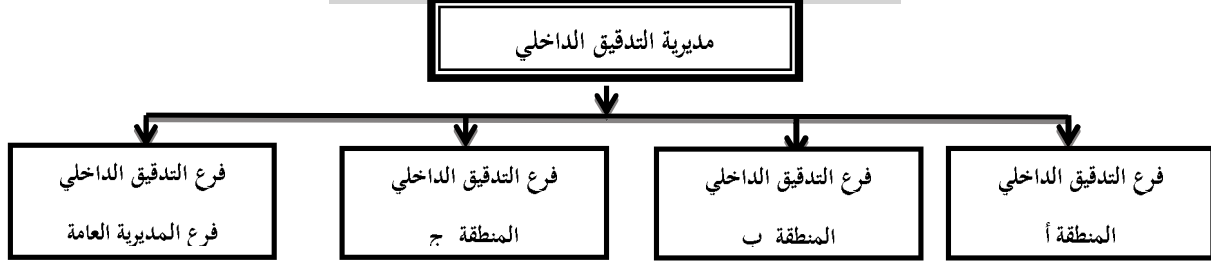 مديرية التدقيق الداخلي
فرع التدقيق الداخلي
المنطقة أ
فرع التدقيق الداخلي
المنطقة ب
فرع التدقيق الداخلي
المنطقة ج
فرع التدقيق الداخلي
فرع المديرية العامة